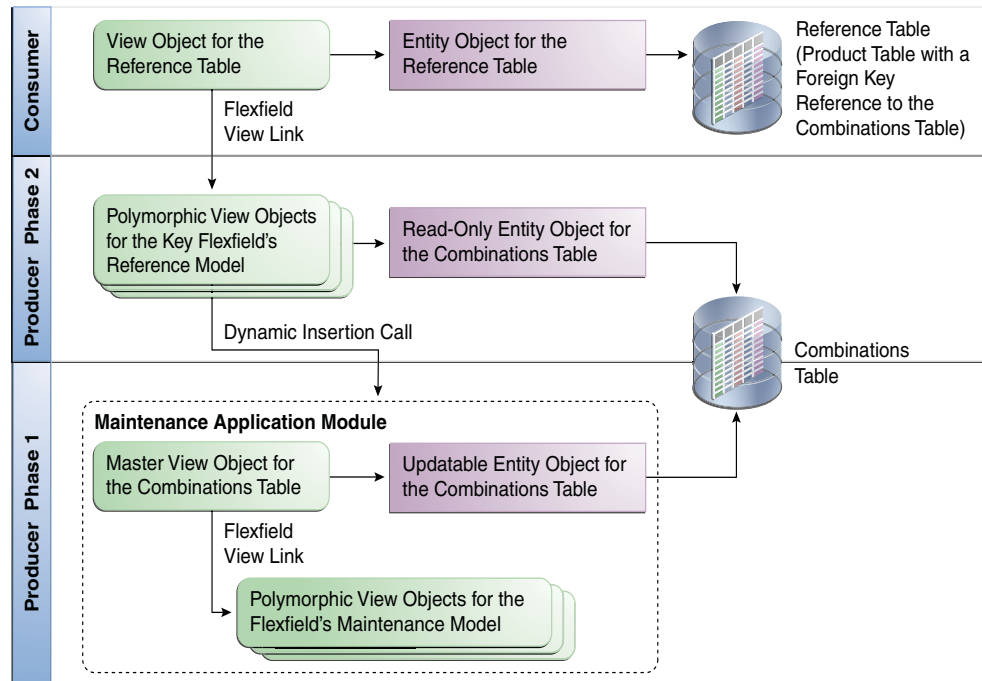 Consumer
View Object for the
Reference Table
Entity Object for the
Reference Table
Reference Table
(Product Table with a
Foreign Key
Reference to the
Combinations Table)
Flexfield
View Link
Producer Phase 2
Polymorphic View Objects
for the Key Flexfield's
Reference Model
Read-Only Entity Object for
the Combinations Table
Dynamic Insertion Call
Combinations
Table
Producer Phase 1
Maintenance Application Module
Master View Object for
the Combinations Table
Updatable Entity Object for
the Combinations Table
Flexfield
View Link
Polymorphic View Objects for the
Flexfield's Maintenance Model